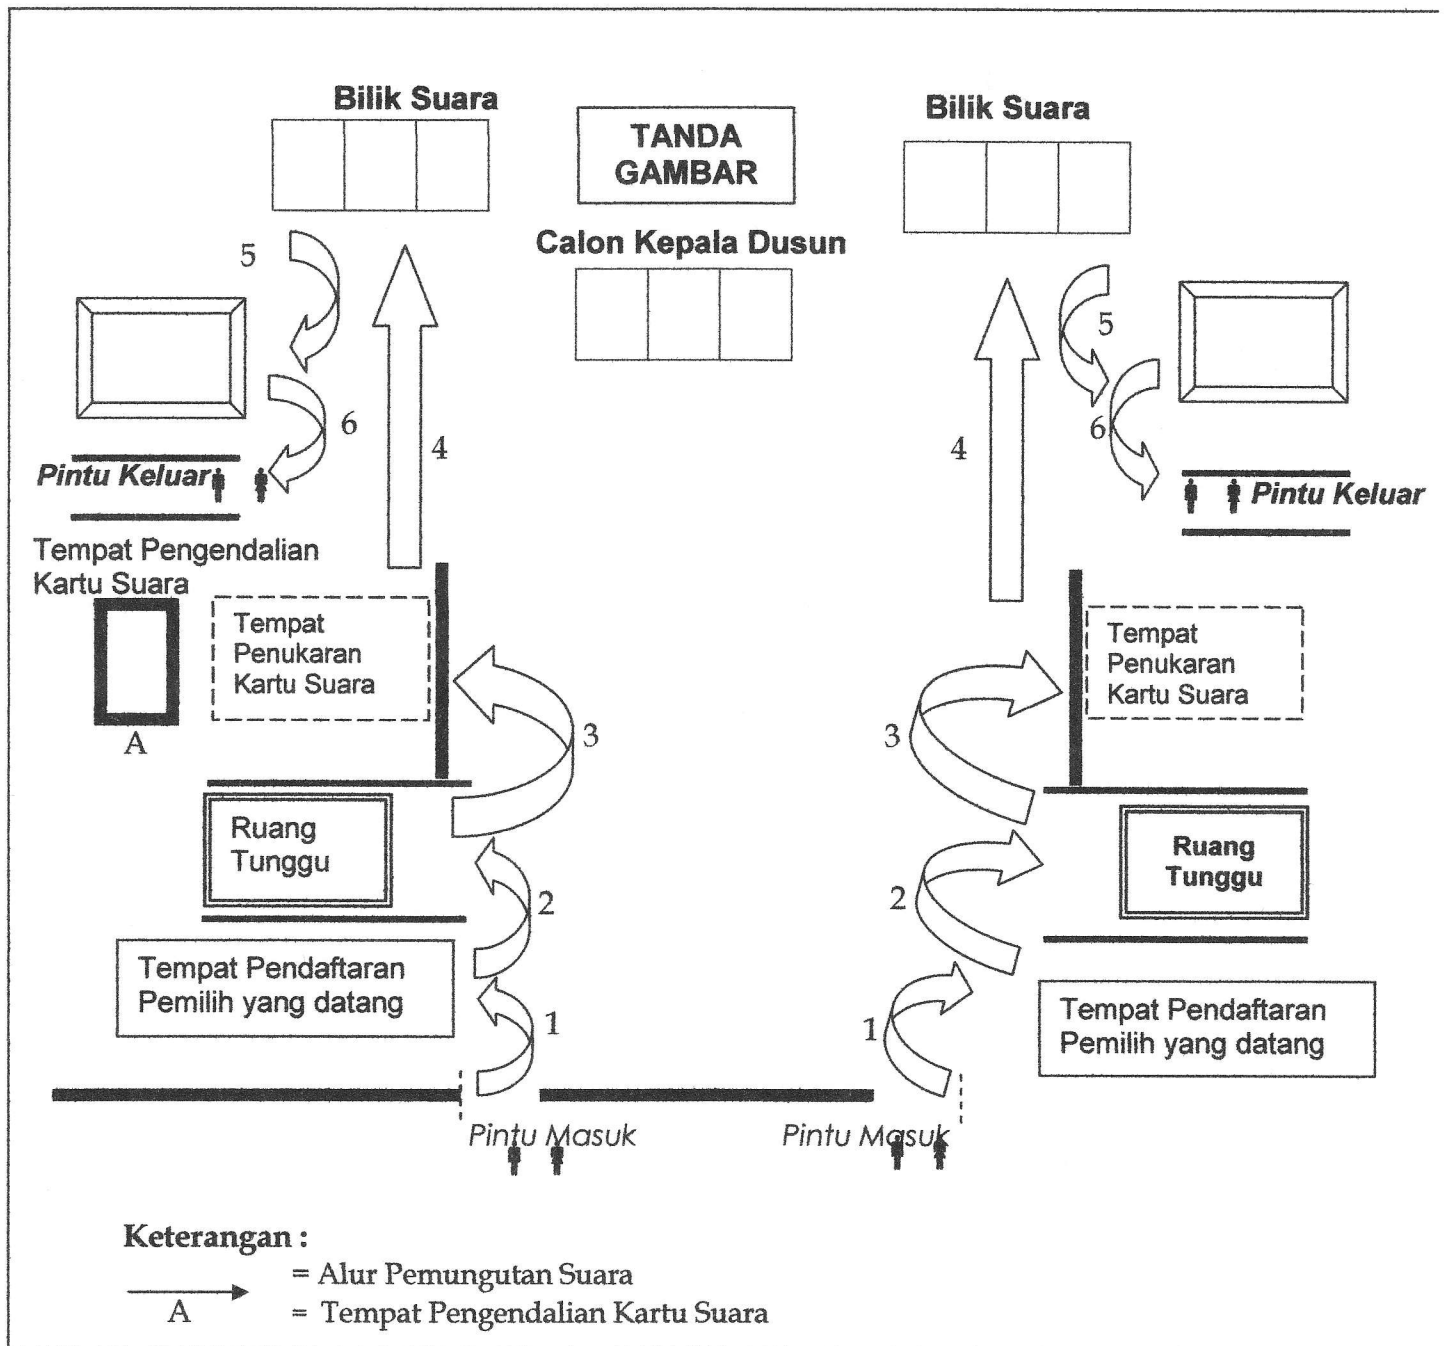 Bilik Suara
TANDA
GAMBAR
Bilik Suara
Calon Kepala Dusun
5
5
6
6
4
4
Pintu Keluar
Pintu Keluar
Tempat Pengendalian
Kartu Suara
A
Tempat
Penukaran
Kartu Suara
Tempat
Penukaran
Kartu Suara
3
3
Ruang
Tunggu
Ruang
Tunggu
2
2
Tempat Pendaftaran
Pemilih yang datang
Tempat Pendaftaran
Pemilih yang datang
1
1
Pintu Masuk
Pintu Masuk
Keterangan :
= Alur Pemungutan Suara
A = Tempat Pengendalian Kartu Suara